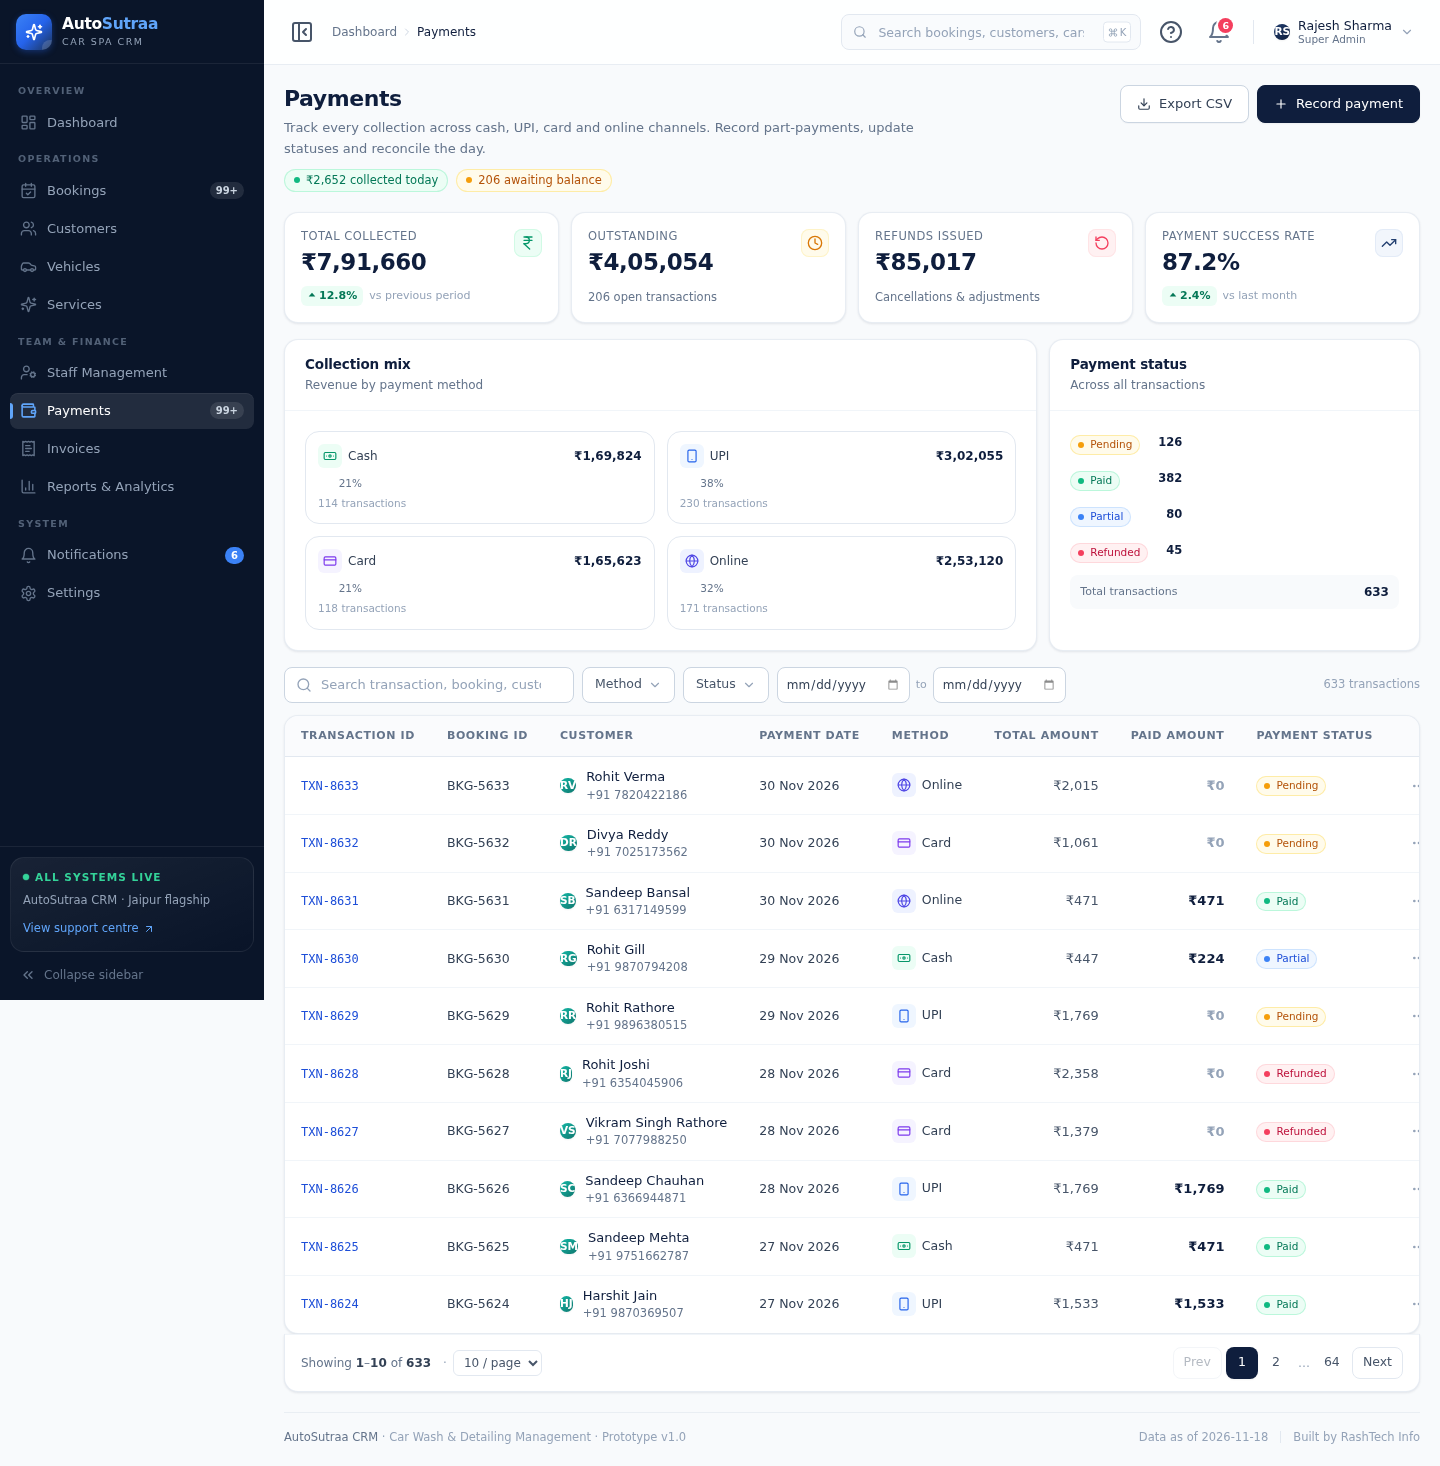 AutoSutraa
CAR SPA CRM
OVERVIEW
Dashboard
OPERATIONS
Bookings 99+
Customers
Vehicles
Services
TEAM & FINANCE
Staff Management
Payments 99+
Invoices
Reports & Analytics
SYSTEM
Notifications 6
Settings
ALL SYSTEMS LIVE
AutoSutraa CRM · Jaipur flagship
View support centre
Collapse sidebar
Dashboard Payments
Search bookings, customers, car ⌘K
6
RS Rajesh Sharma
Super Admin
Payments
Track every collection across cash, UPI, card and online channels. Record part-payments, update
statuses and reconcile the day.
Export CSV
Record payment
₹2,652 collected today 206 awaiting balance
TOTAL COLLECTED
₹7,91,660
12.8% vs previous period
OUTSTANDING
₹4,05,054
206 open transactions
REFUNDS ISSUED
₹85,017
Cancellations & adjustments
PAYMENT SUCCESS RATE
87.2%
2.4% vs last month
Collection mix
Revenue by payment method
Cash ₹1,69,824
21%
114 transactions
UPI ₹3,02,055
38%
230 transactions
Card ₹1,65,623
21%
118 transactions
Online ₹2,53,120
32%
171 transactions
Payment status
Across all transactions
Pending 126
Paid 382
Partial 80
Refunded 45
Total transactions 633
Search transaction, booking, custo Method Status mm/dd/yyyy to mm/dd/yyyy 633 transactions
TRANSACTION ID BOOKING ID CUSTOMER PAYMENT DATE METHOD TOTAL AMOUNT PAID AMOUNT PAYMENT STATUS
TXN-8633 BKG-5633 RV Rohit Verma 30 Nov 2026 Online ₹2,015 ₹0 Pending
+91 7820422186
TXN-8632 BKG-5632 DR Divya Reddy 30 Nov 2026 Card ₹1,061 ₹0 Pending
+91 7025173562
TXN-8631 BKG-5631 SB Sandeep Bansal 30 Nov 2026 Online ₹471 ₹471 Paid
+91 6317149599
TXN-8630 BKG-5630 RG Rohit Gill 29 Nov 2026 Cash ₹447 ₹224 Partial
+91 9870794208
TXN-8629 BKG-5629 RR Rohit Rathore 29 Nov 2026 UPI ₹1,769 ₹0 Pending
+91 9896380515
TXN-8628 BKG-5628 RJ Rohit Joshi 28 Nov 2026 Card ₹2,358 ₹0 Refunded
+91 6354045906
TXN-8627 BKG-5627 VS Vikram Singh Rathore 28 Nov 2026 Card ₹1,379 ₹0 Refunded
+91 7077988250
TXN-8626 BKG-5626 SC Sandeep Chauhan 28 Nov 2026 UPI ₹1,769 ₹1,769 Paid
+91 6366944871
TXN-8625 BKG-5625 SM Sandeep Mehta 27 Nov 2026 Cash ₹471 ₹471 Paid
+91 9751662787
TXN-8624 BKG-5624 HJ Harshit Jain 27 Nov 2026 UPI ₹1,533 ₹1,533 Paid
+91 9870369507
Showing 1–10 of 633 · 10 / page Prev 1 2 … 64 Next
AutoSutraa CRM · Car Wash & Detailing Management · Prototype v1.0 Data as of 2026-11-18 Built by RashTech Info